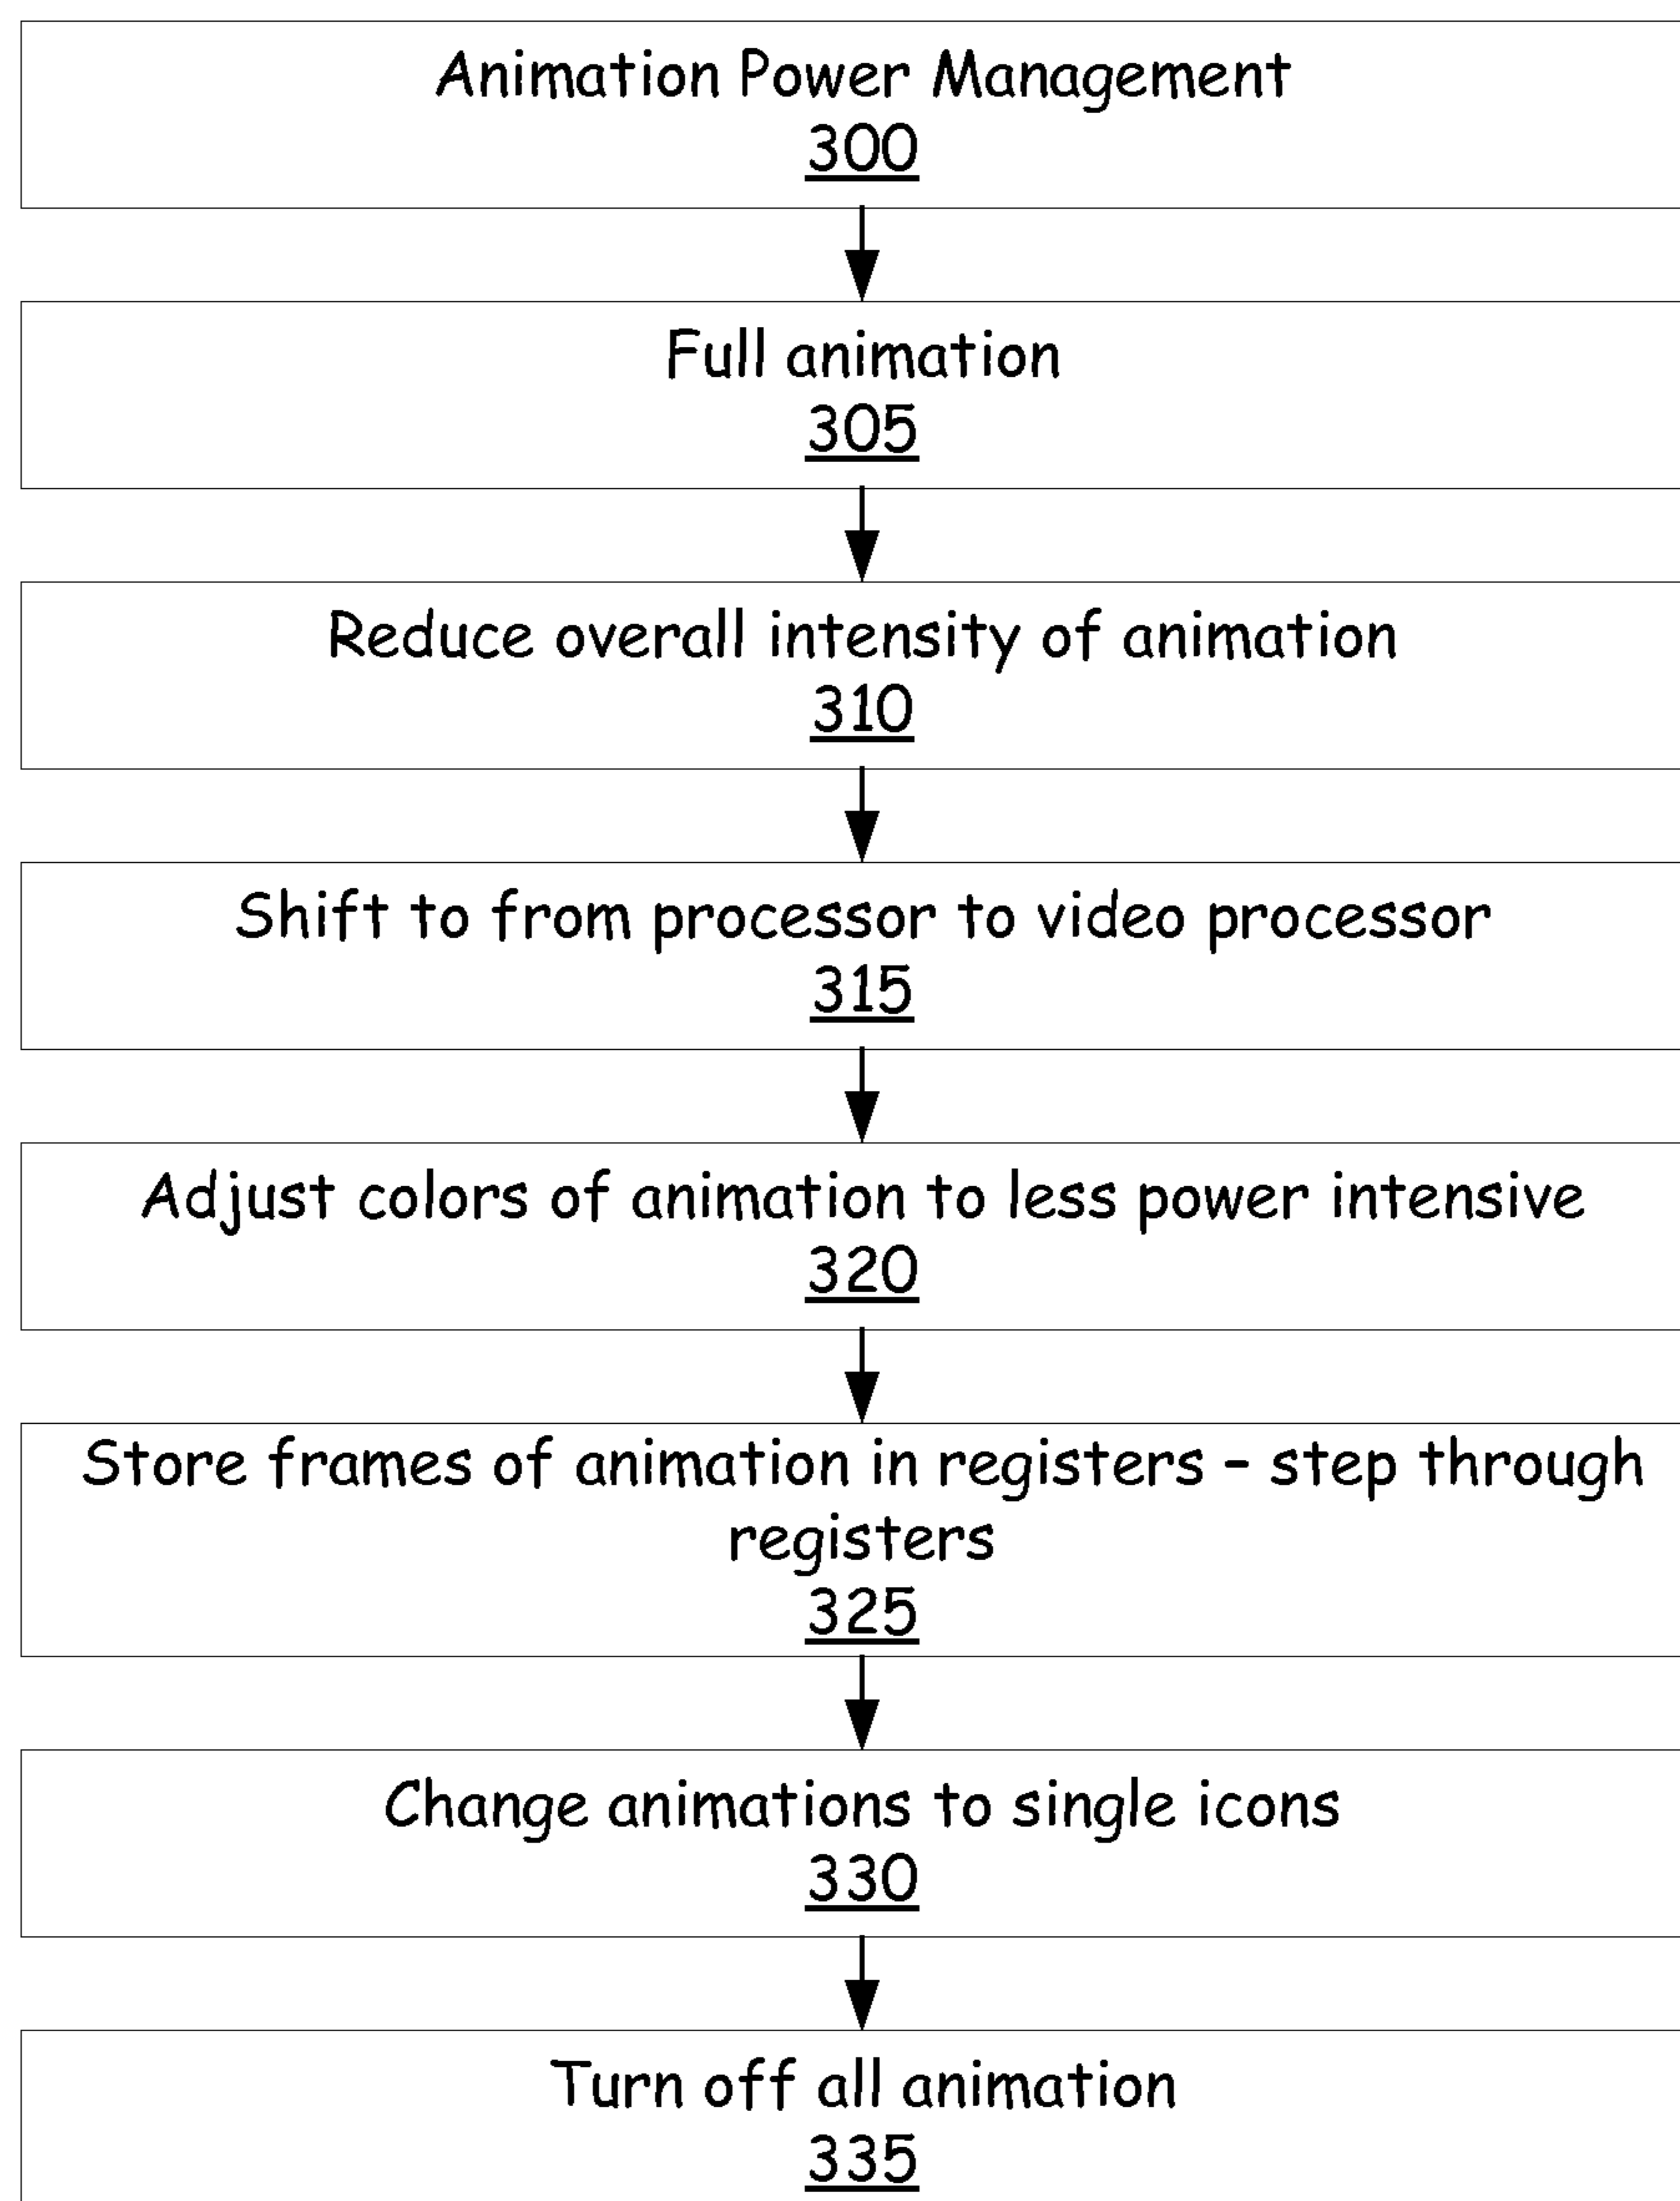 Animation Power Management
300
Full animation
305
Reduce overall intensity of animation
310
Shift to from processor to video processor
315
Adjust colors of animation to less power intensive
320
Store frames of animation in registers – step through
registers
325
Change animations to single icons
330
Turn off all animation
335